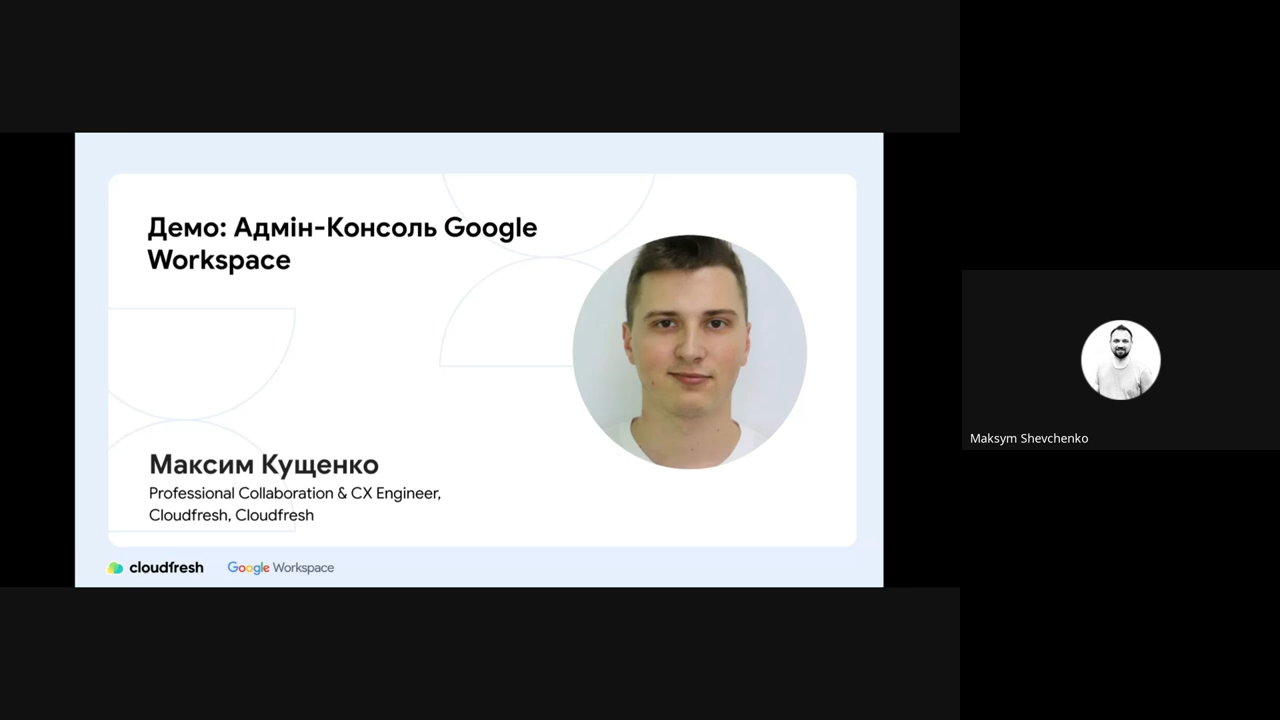 Демо: Адмін-Консоль Google
Workspace
Максим Кущенко
Professional Collaboration & CX Engineer,
Cloudfresh, Cloudfresh
cloudfresh
Google Workspace
Maksym Shevchenko